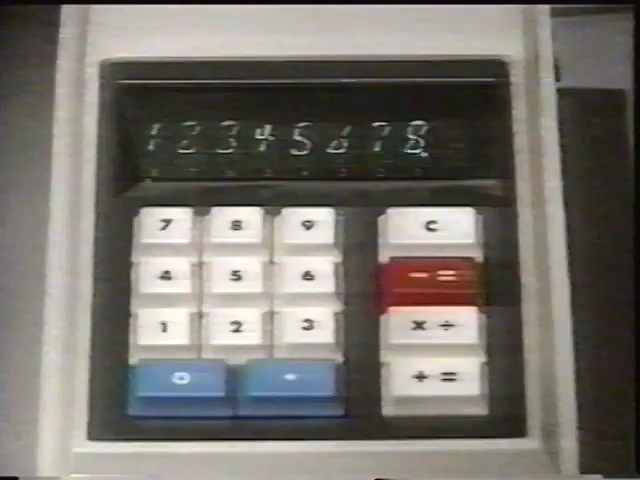 12345678.
7 8 9 C
4 5 6 - =
1 2 3 x ÷
0 . + =